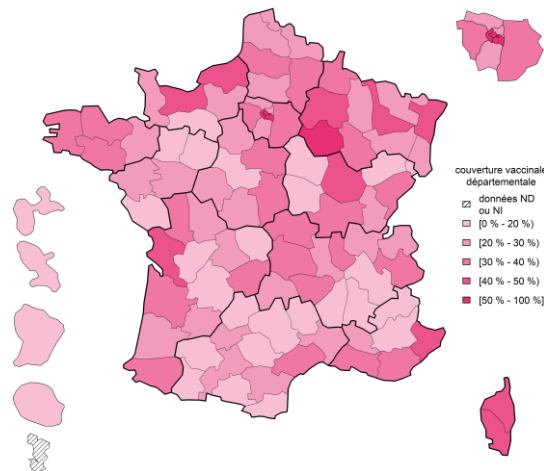 couverture vaccinale
départementale
données ND
ou NI
[0 % - 20 %)
[20 % - 30 %)
[30 % - 40 %)
[40 % - 50 %)
[50 % - 100 %]